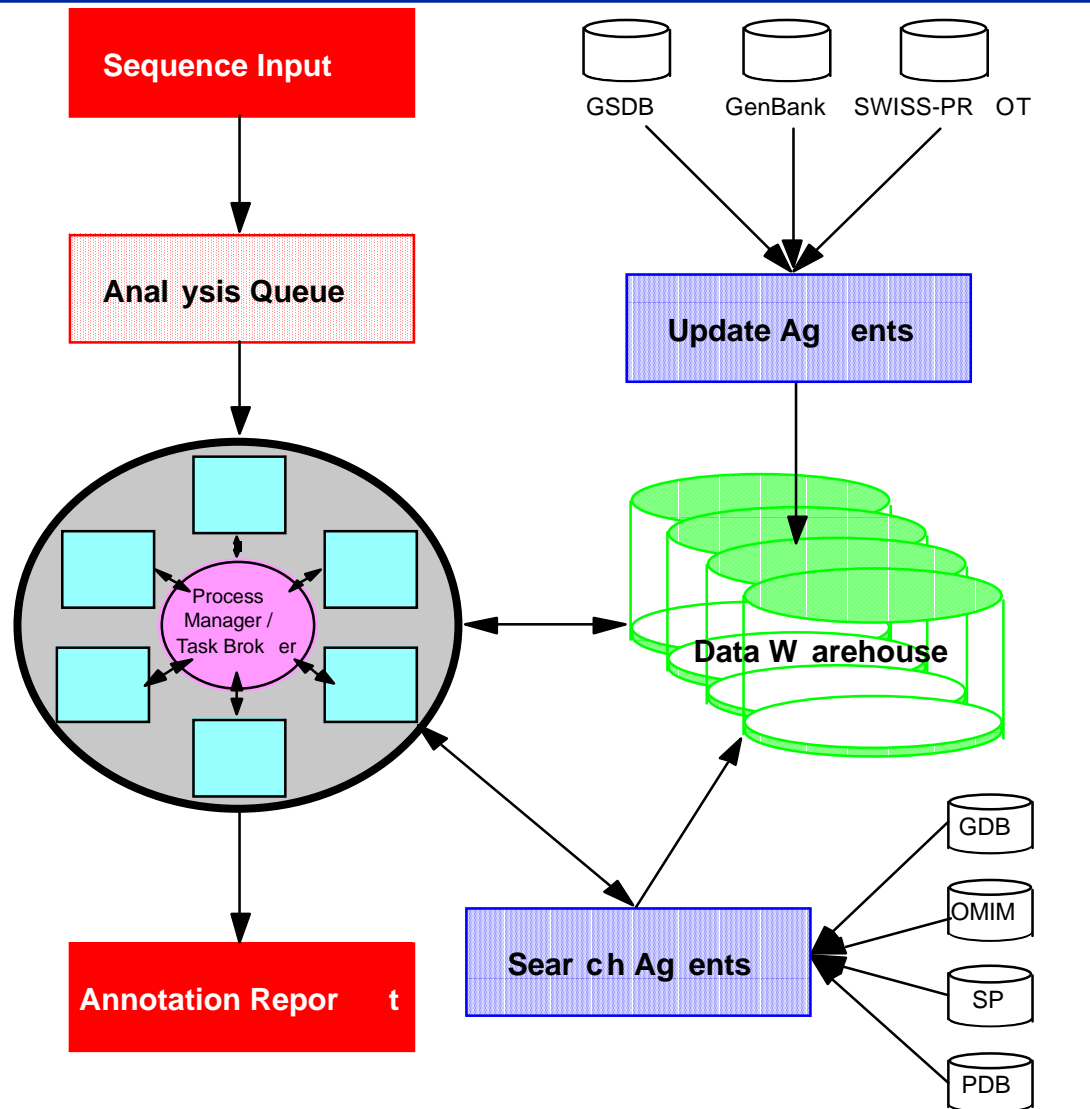 Sequence Input
GSDB
GenBank
SWISS-PR OT
Anal ysis Queue
Update Ag ents
Process
Manager /
Task Brok er
Data W arehouse
GDB
OMIM
Sear ch Ag ents
SP
Annotation Repor t
PDB